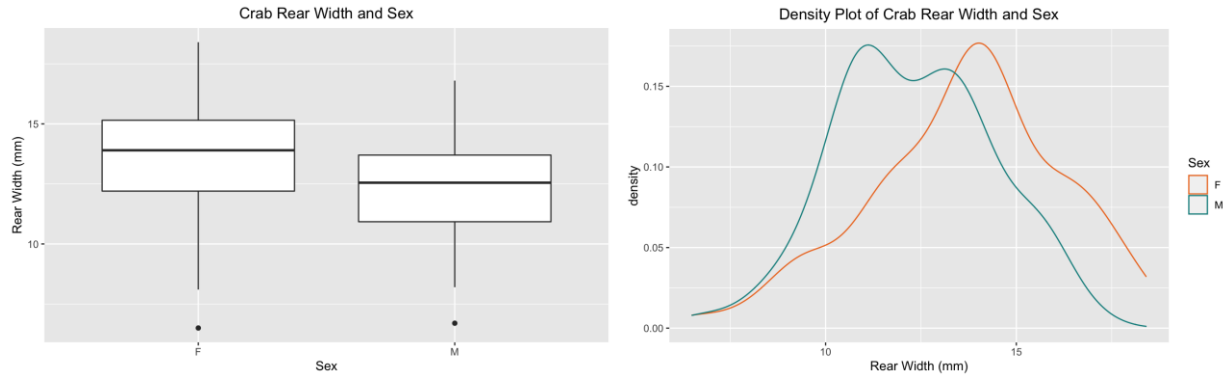 Crab Rear Width and Sex
Rear Width (mm)
15
10
F
M
Sex
Density Plot of Crab Rear Width and Sex
density
0.15
0.10
0.05
0.00
10
15
Rear Width (mm)
Sex
F
M